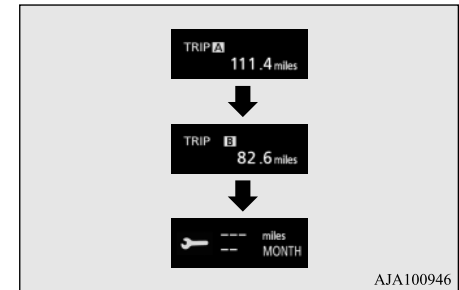 TRIP A
111.4 miles
TRIP B
82.6 miles
--- miles
-- MONTH
AJA100946